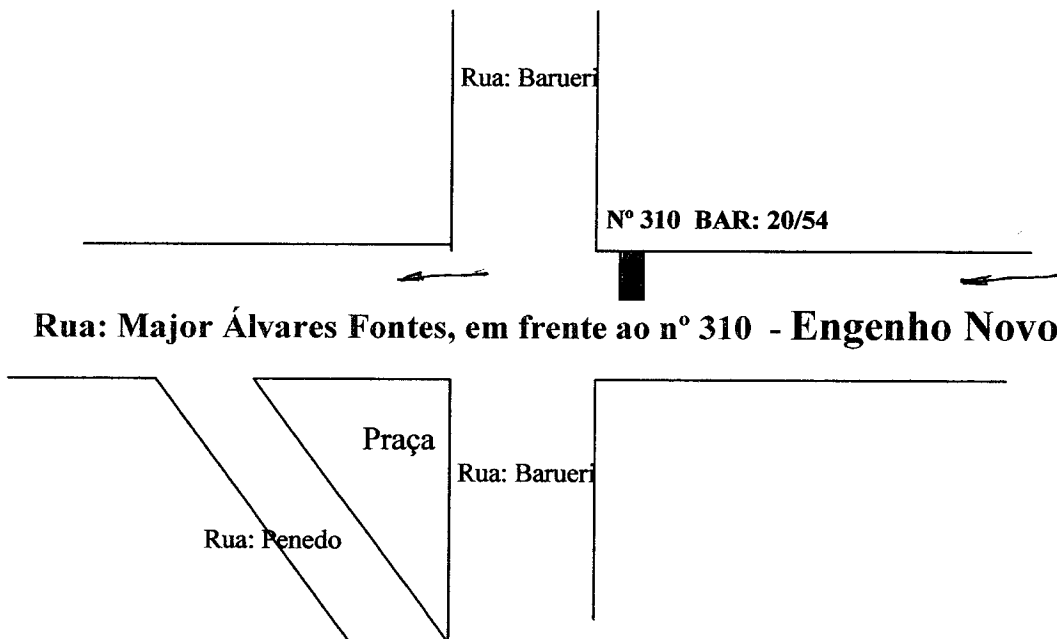 Rua: Barueri
Nº 310 BAR: 20/54
Rua: Major Álvares Fontes, em frente ao nº 310 - Engenho Novo
Praça
Rua: Barueri
Rua: Penedo